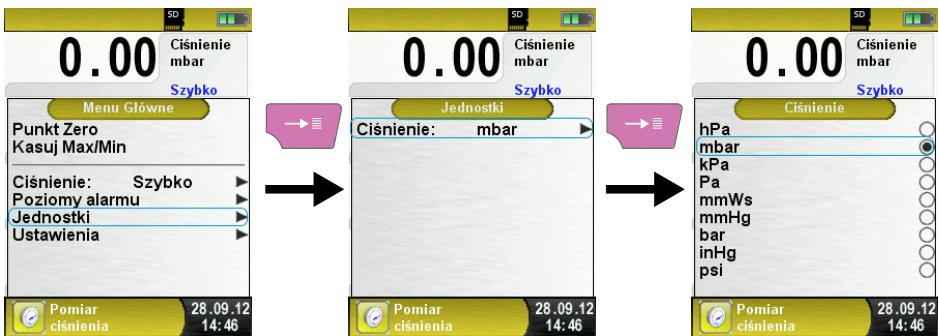 SD
0.00
Ciśnienie
mbar
Szybko
Menu Główne
Punkt Zero
Kasuj Max/Min
Ciśnienie: Szybko
Poziomy alarmu
Jednostki
Ustawienia
Pomiar
ciśnienia
28.09.12
14:46
SD
0.00
Ciśnienie
mbar
Szybko
Jednostki
Ciśnienie: mbar
Pomiar
ciśnienia
28.09.12
14:46
SD
0.00
Ciśnienie
mbar
Szybko
Ciśnienie
hPa
mbar
kPa
Pa
mmWs
mmHg
bar
inHg
psi
Pomiar
ciśnienia
28.09.12
14:46